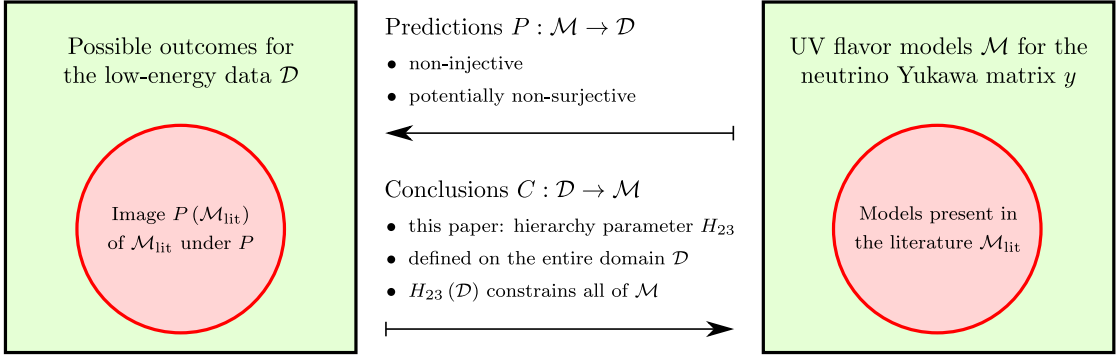 Possible outcomes for
the low-energy data 𝒟
Image P (ℳ_lit)
of ℳ_lit under P
Predictions P : ℳ → 𝒟
• non-injective
• potentially non-surjective
Conclusions C : 𝒟 → ℳ
• this paper: hierarchy parameter H₂₃
• defined on the entire domain 𝒟
• H₂₃ (𝒟) constrains all of ℳ
UV flavor models ℳ for the
neutrino Yukawa matrix y
Models present in
the literature ℳ_lit